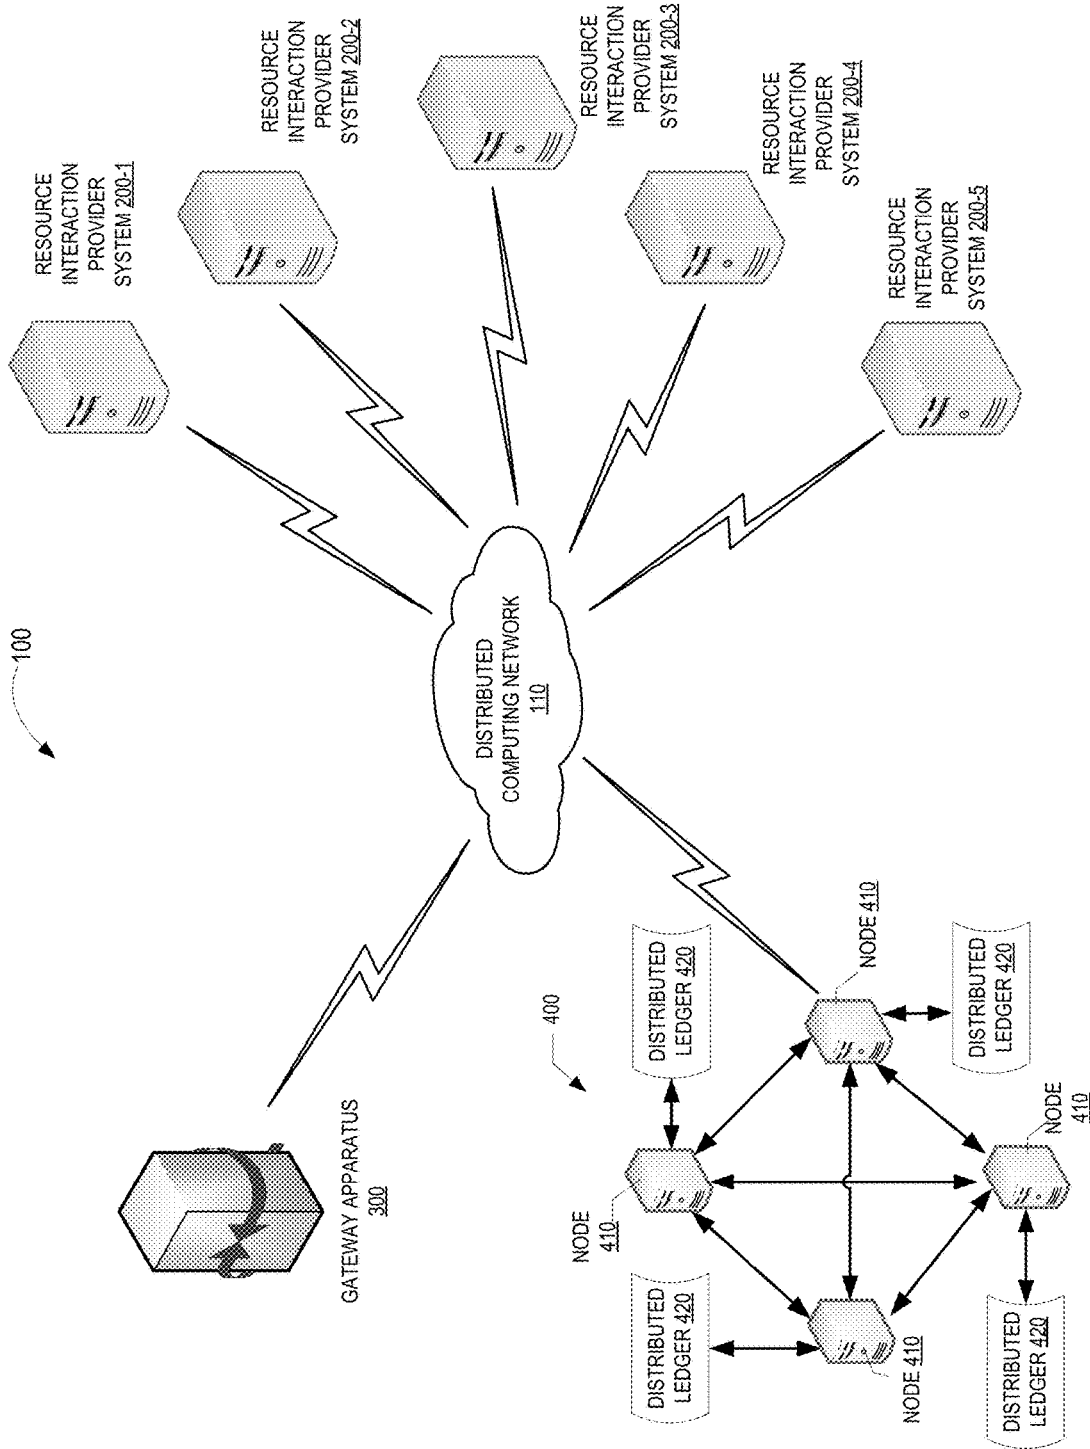 100
RESOURCE
INTERACTION
PROVIDER
SYSTEM 200-1
RESOURCE
INTERACTION
PROVIDER
SYSTEM 200-2
RESOURCE
INTERACTION
PROVIDER
SYSTEM 200-3
RESOURCE
INTERACTION
PROVIDER
SYSTEM 200-4
RESOURCE
INTERACTION
PROVIDER
SYSTEM 200-5
DISTRIBUTED
COMPUTING NETWORK
110
GATEWAY APPARATUS
300
400
DISTRIBUTED
LEDGER 420
NODE
410
NODE 410
DISTRIBUTED
LEDGER 420
DISTRIBUTED
LEDGER 420
NODE 410
NODE
410
DISTRIBUTED
LEDGER 420